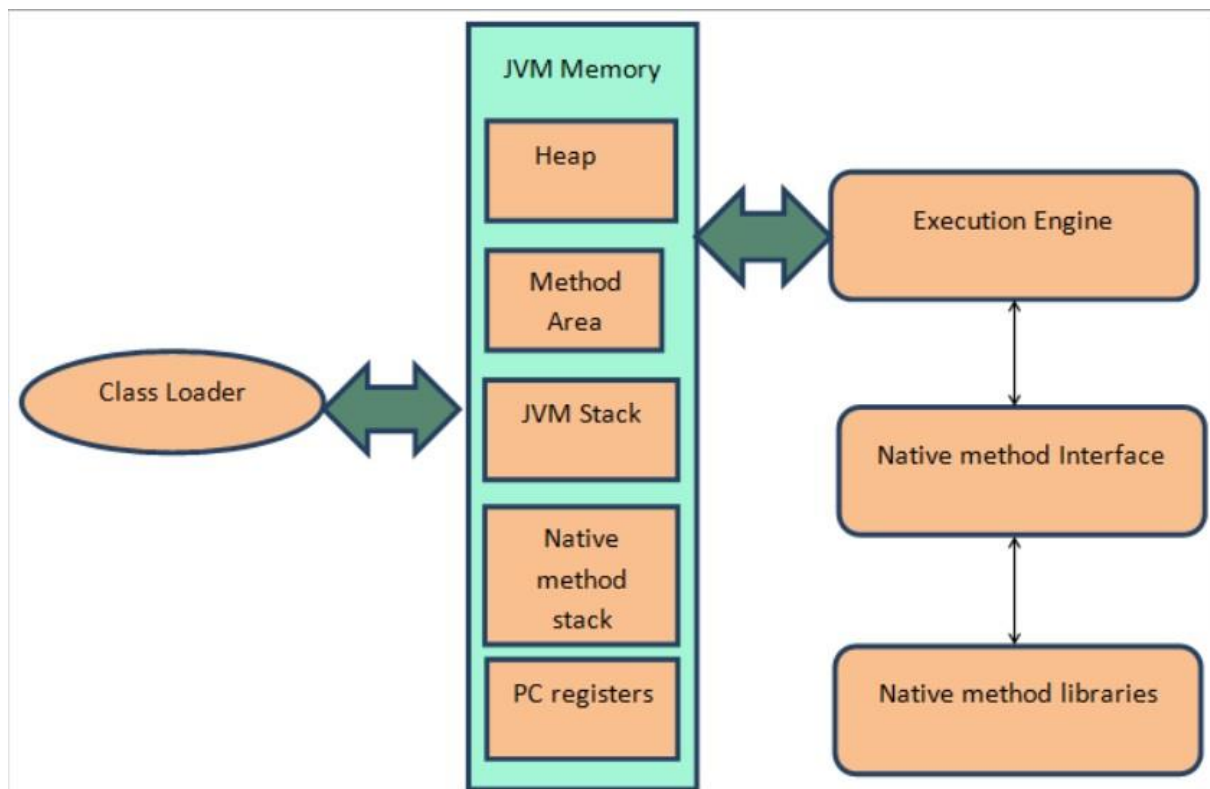 JVM Memory
Heap
Method
Area
JVM Stack
Native
method
stack
PC registers
Class Loader
Execution Engine
Native method Interface
Native method libraries